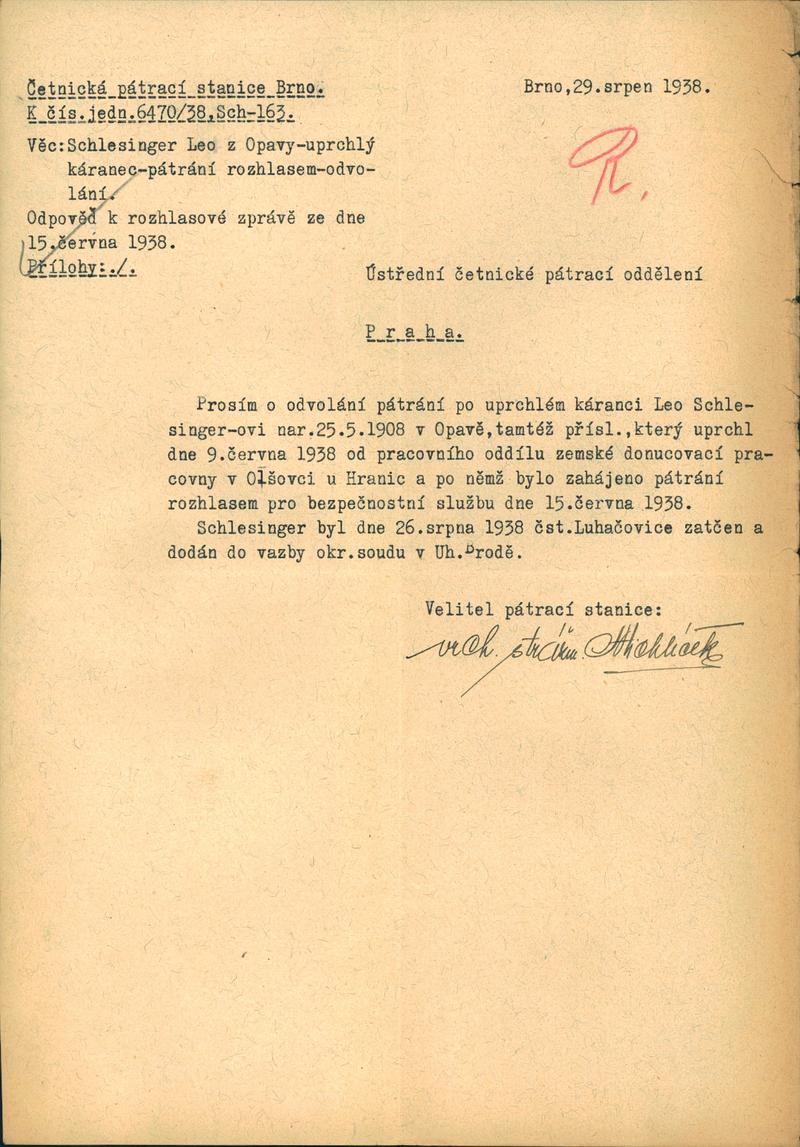 Četnická pátrací stanice Brno.
K čís.jedn.6470/38.Sch-163.
Brno,29.srpen 1938.
Věc:Schlesinger Leo z Opavy-uprchlý
káranec-pátrání rozhlasem-odvo-
lání.
Odpověď k rozhlasové zprávě ze dne
15.června 1938.
Přílohy:./.
R.
Ústřední četnické pátrací oddělení
P r a h a.
Prosím o odvolání pátrání po uprchlém káranci Leo Schle-
singer-ovi nar.25.5.1908 v Opavě,tamtéž přísl.,který uprchl
dne 9.června 1938 od pracovního oddílu zemské donucovací pra-
covny v Olšovci u Hranic a po němž bylo zahájeno pátrání
rozhlasem pro bezpečnostní službu dne 15.června 1938.
Schlesinger byl dne 26.srpna 1938 čst.Luhačovice zatčen a
dodán do vazby okr.soudu v Uh.Brodě.
Velitel pátrací stanice:
vrch. strážm.